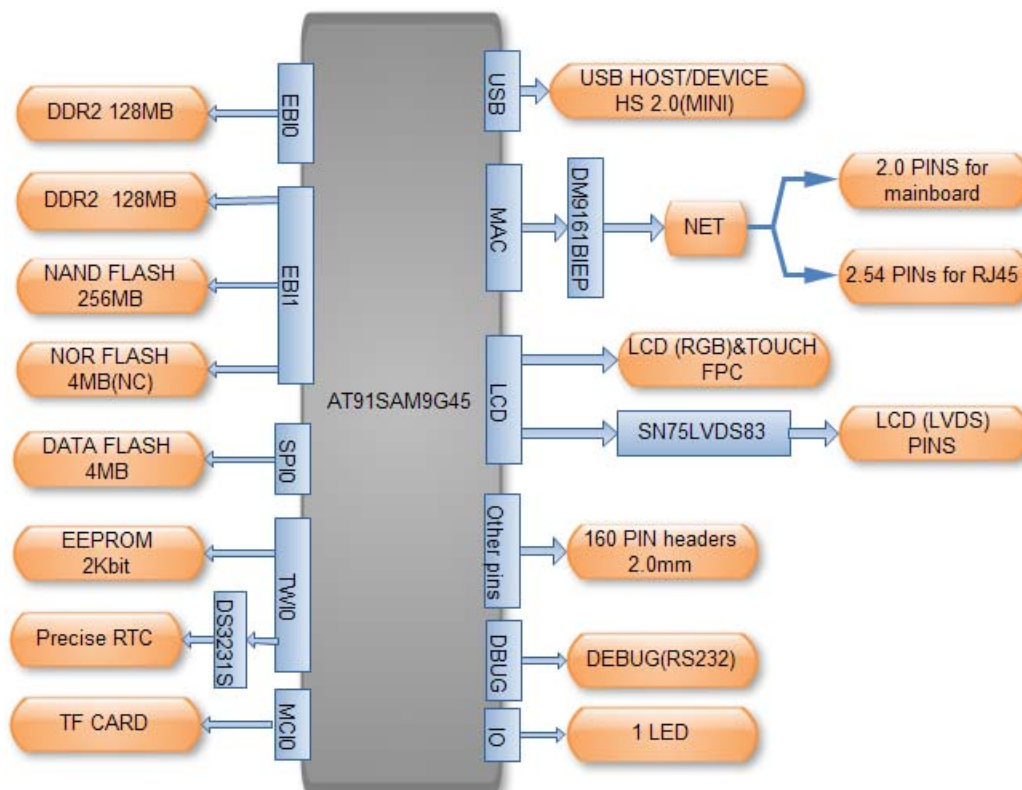 DDR2 128MB
EBI0
DDR2 128MB
NAND FLASH
256MB
NOR FLASH
4MB(NC)
EBI1
DATA FLASH
4MB
SPI0
EEPROM
2Kbit
Precise RTC
DS3231S
TWI0
TF CARD
MCI0
AT91SAM9G45
USB
USB HOST/DEVICE
HS 2.0(MINI)
MAC
DM9161BIEP
NET
2.0 PINS for
mainboard
2.54 PINs for RJ45
LCD
LCD (RGB)&TOUCH
FPC
SN75LVDS83
LCD (LVDS)
PINS
Other pins
160 PIN headers
2.0mm
DBUG
DEBUG(RS232)
IO
1 LED